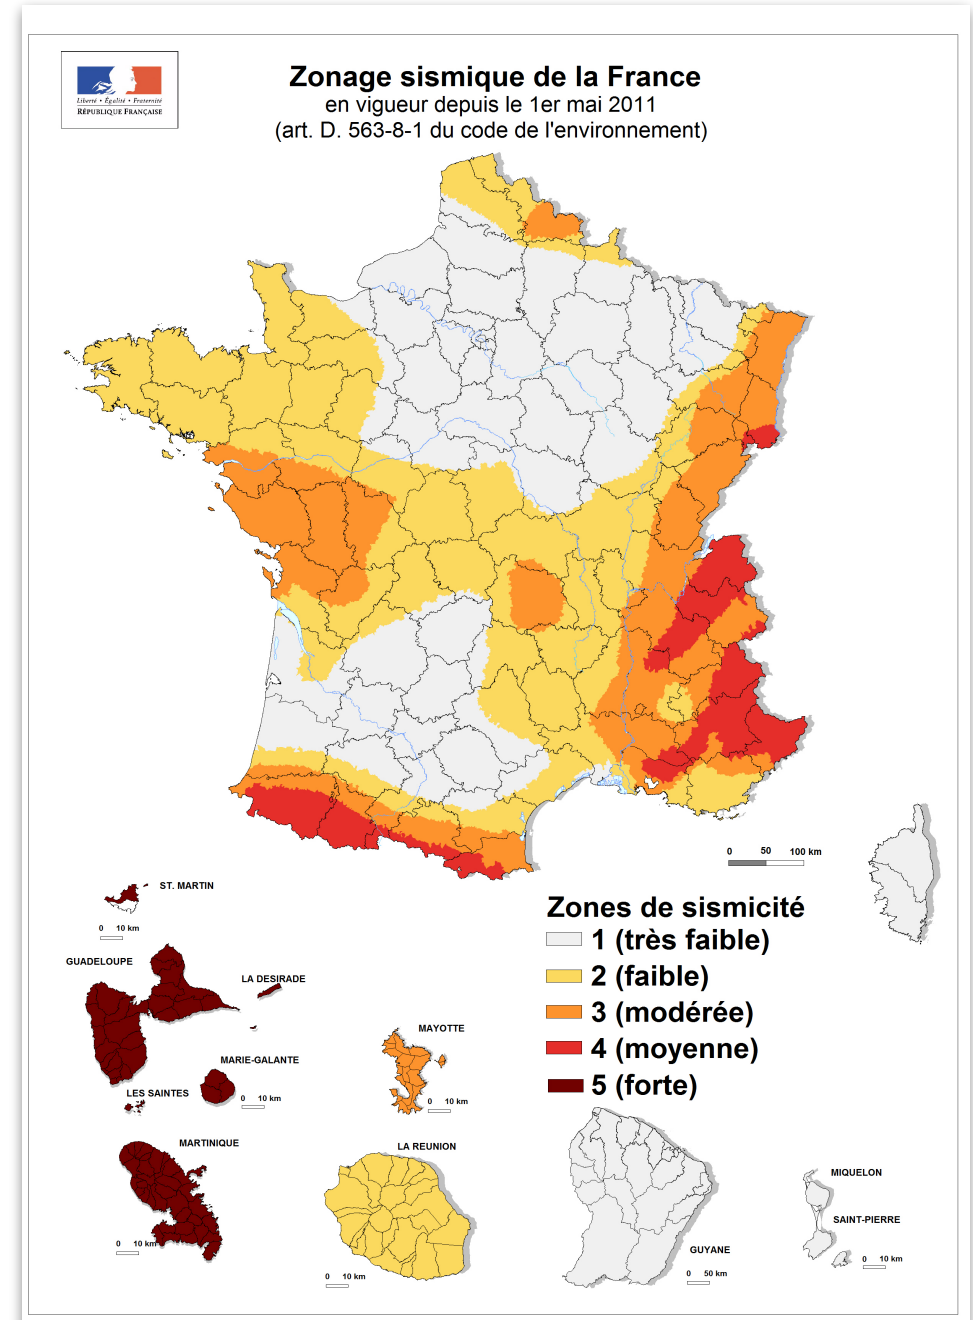 Liberté • Égalité • Fraternité
RÉPUBLIQUE FRANÇAISE
Zonage sismique de la France
en vigueur depuis le 1er mai 2011
(art. D. 563-8-1 du code de l'environnement)
0 50 100 km
ST. MARTIN
0 10 km
GUADELOUPE
LA DESIRADE
MARIE-GALANTE
0 10 km
LES SAINTES
MAYOTTE
0 10 km
Zones de sismicité
1 (très faible)
2 (faible)
3 (modérée)
4 (moyenne)
5 (forte)
MARTINIQUE
0 10 km
LA REUNION
0 10 km
GUYANE
0 50 km
MIQUELON
SAINT-PIERRE
0 10 km